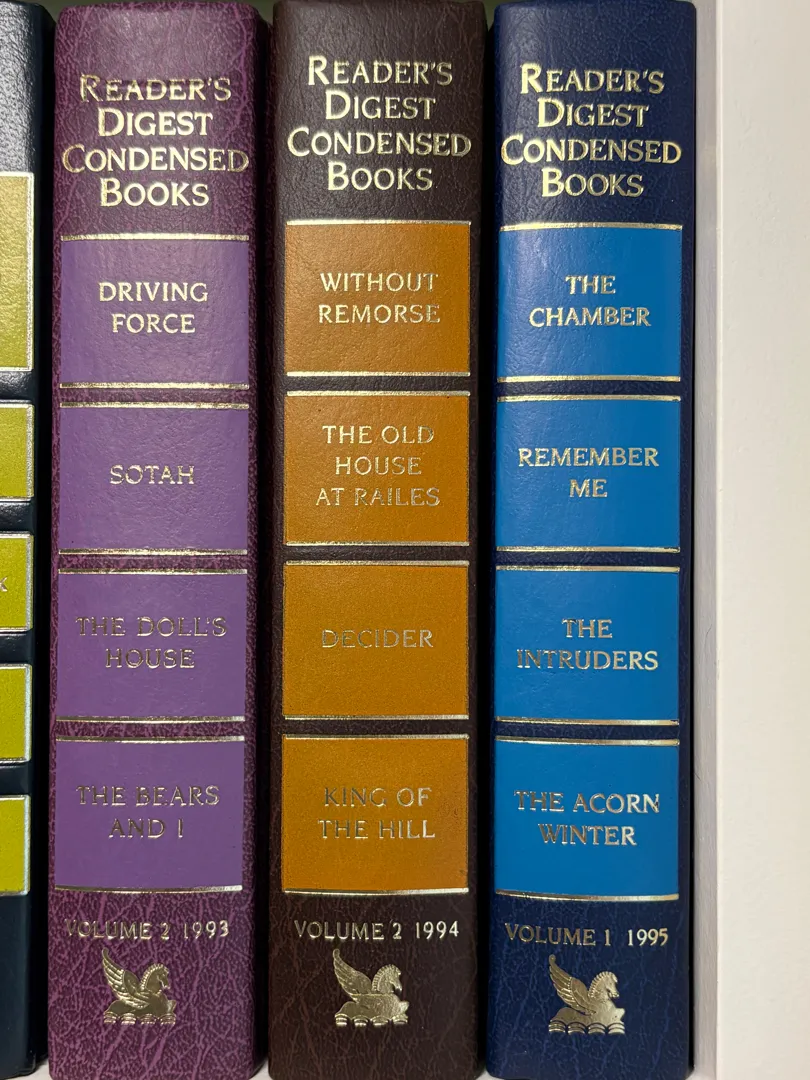 READER'S
DIGEST
CONDENSED
BOOKS
DRIVING
FORCE
SOTAH
THE DOLL'S
HOUSE
THE BEARS
AND I
VOLUME 2 1993
READER'S
DIGEST
CONDENSED
BOOKS
WITHOUT
REMORSE
THE OLD
HOUSE
AT RAILES
DECIDER
KING OF
THE HILL
VOLUME 2 1994
READER'S
DIGEST
CONDENSED
BOOKS
THE
CHAMBER
REMEMBER
ME
THE
INTRUDERS
THE ACORN
WINTER
VOLUME 1 1995